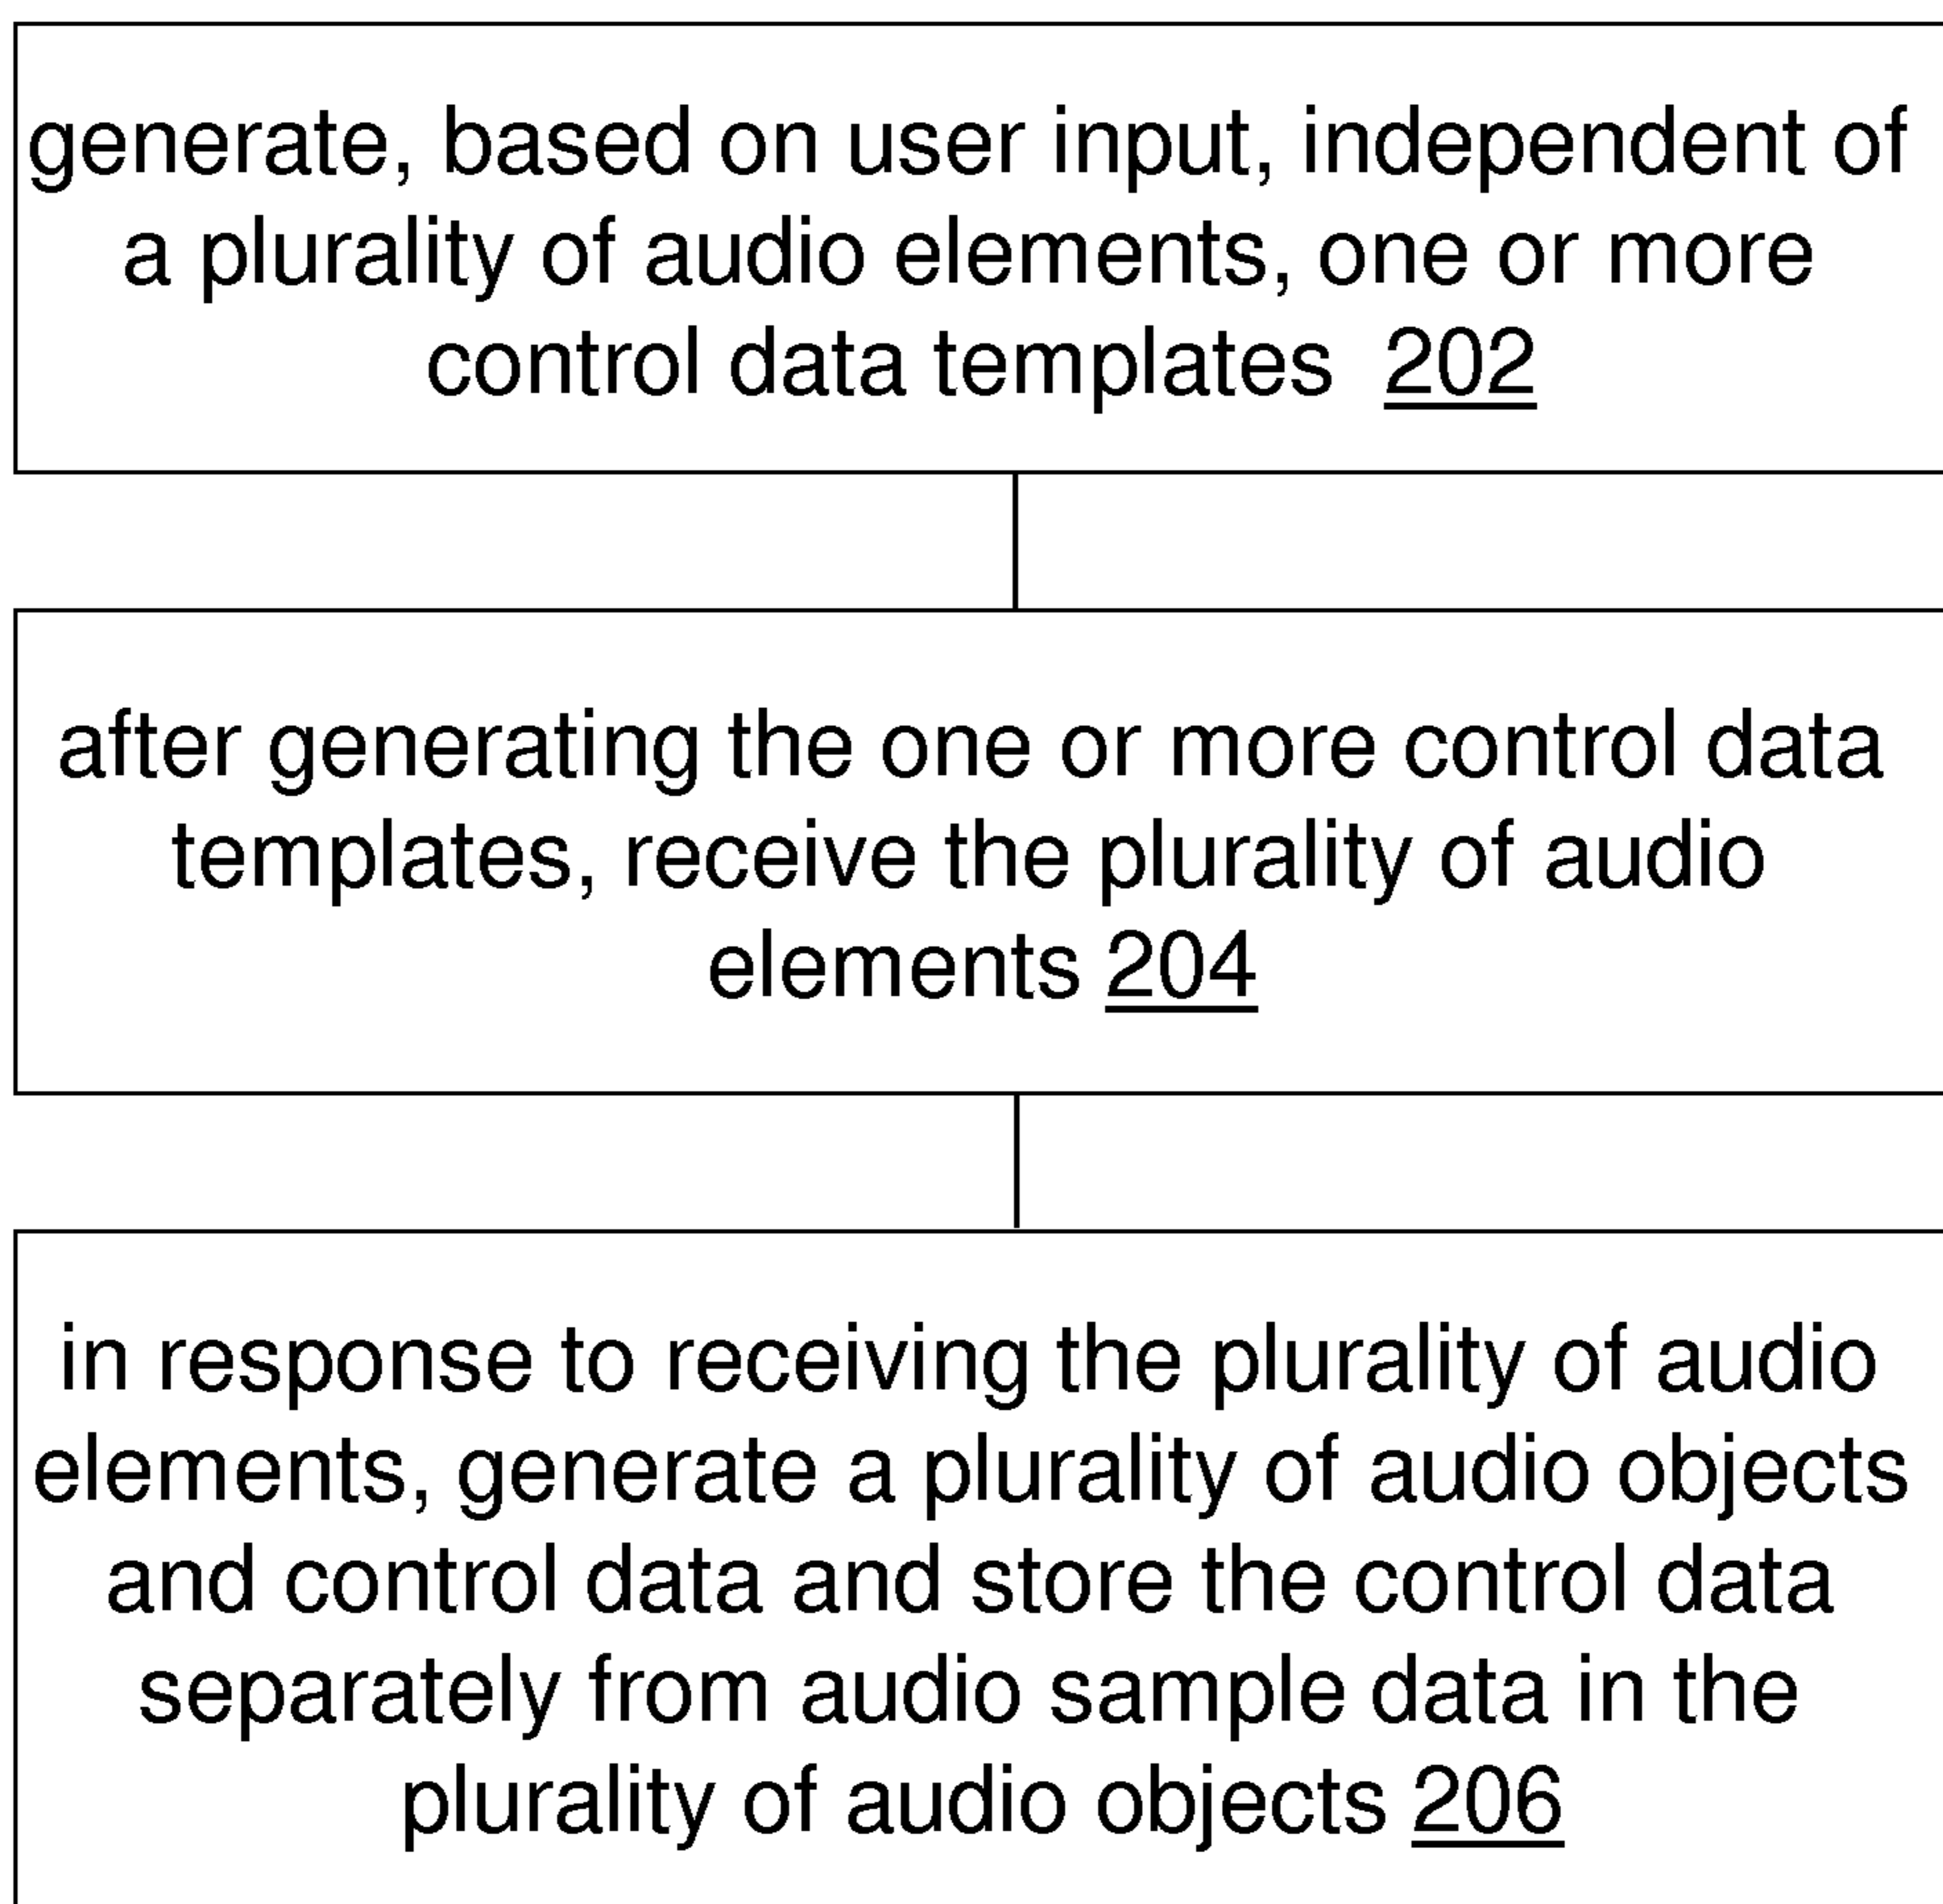 generate, based on user input, independent of
a plurality of audio elements, one or more
control data templates 202
after generating the one or more control data
templates, receive the plurality of audio
elements 204
in response to receiving the plurality of audio
elements, generate a plurality of audio objects
and control data and store the control data
separately from audio sample data in the
plurality of audio objects 206